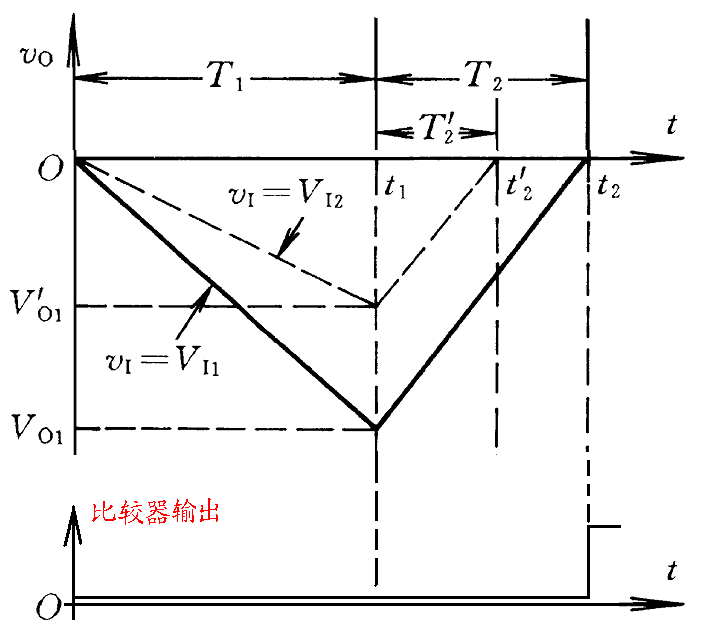 v_O
T_1
T_2
T'_2
t
O
t_1
t'_2
t_2
v_I = V_I2
V'_O1
v_I = V_I1
V_O1
比较器输出
t
O